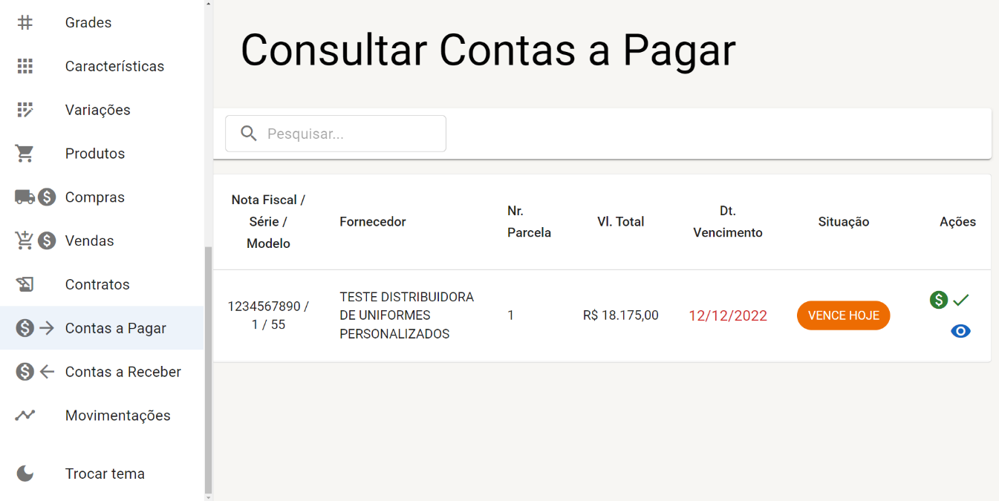 Grades
Características
Variações
Produtos
Compras
Vendas
Contratos
Contas a Pagar
Contas a Receber
Movimentações
Trocar tema
Consultar Contas a Pagar
Pesquisar...
Nota Fiscal /
Série /
Modelo
Fornecedor
Nr.
Parcela
Vl. Total
Dt.
Vencimento
Situação
Ações
1234567890 /
1 / 55
TESTE DISTRIBUIDORA
DE UNIFORMES
PERSONALIZADOS
1
R$ 18.175,00
12/12/2022
VENCE HOJE